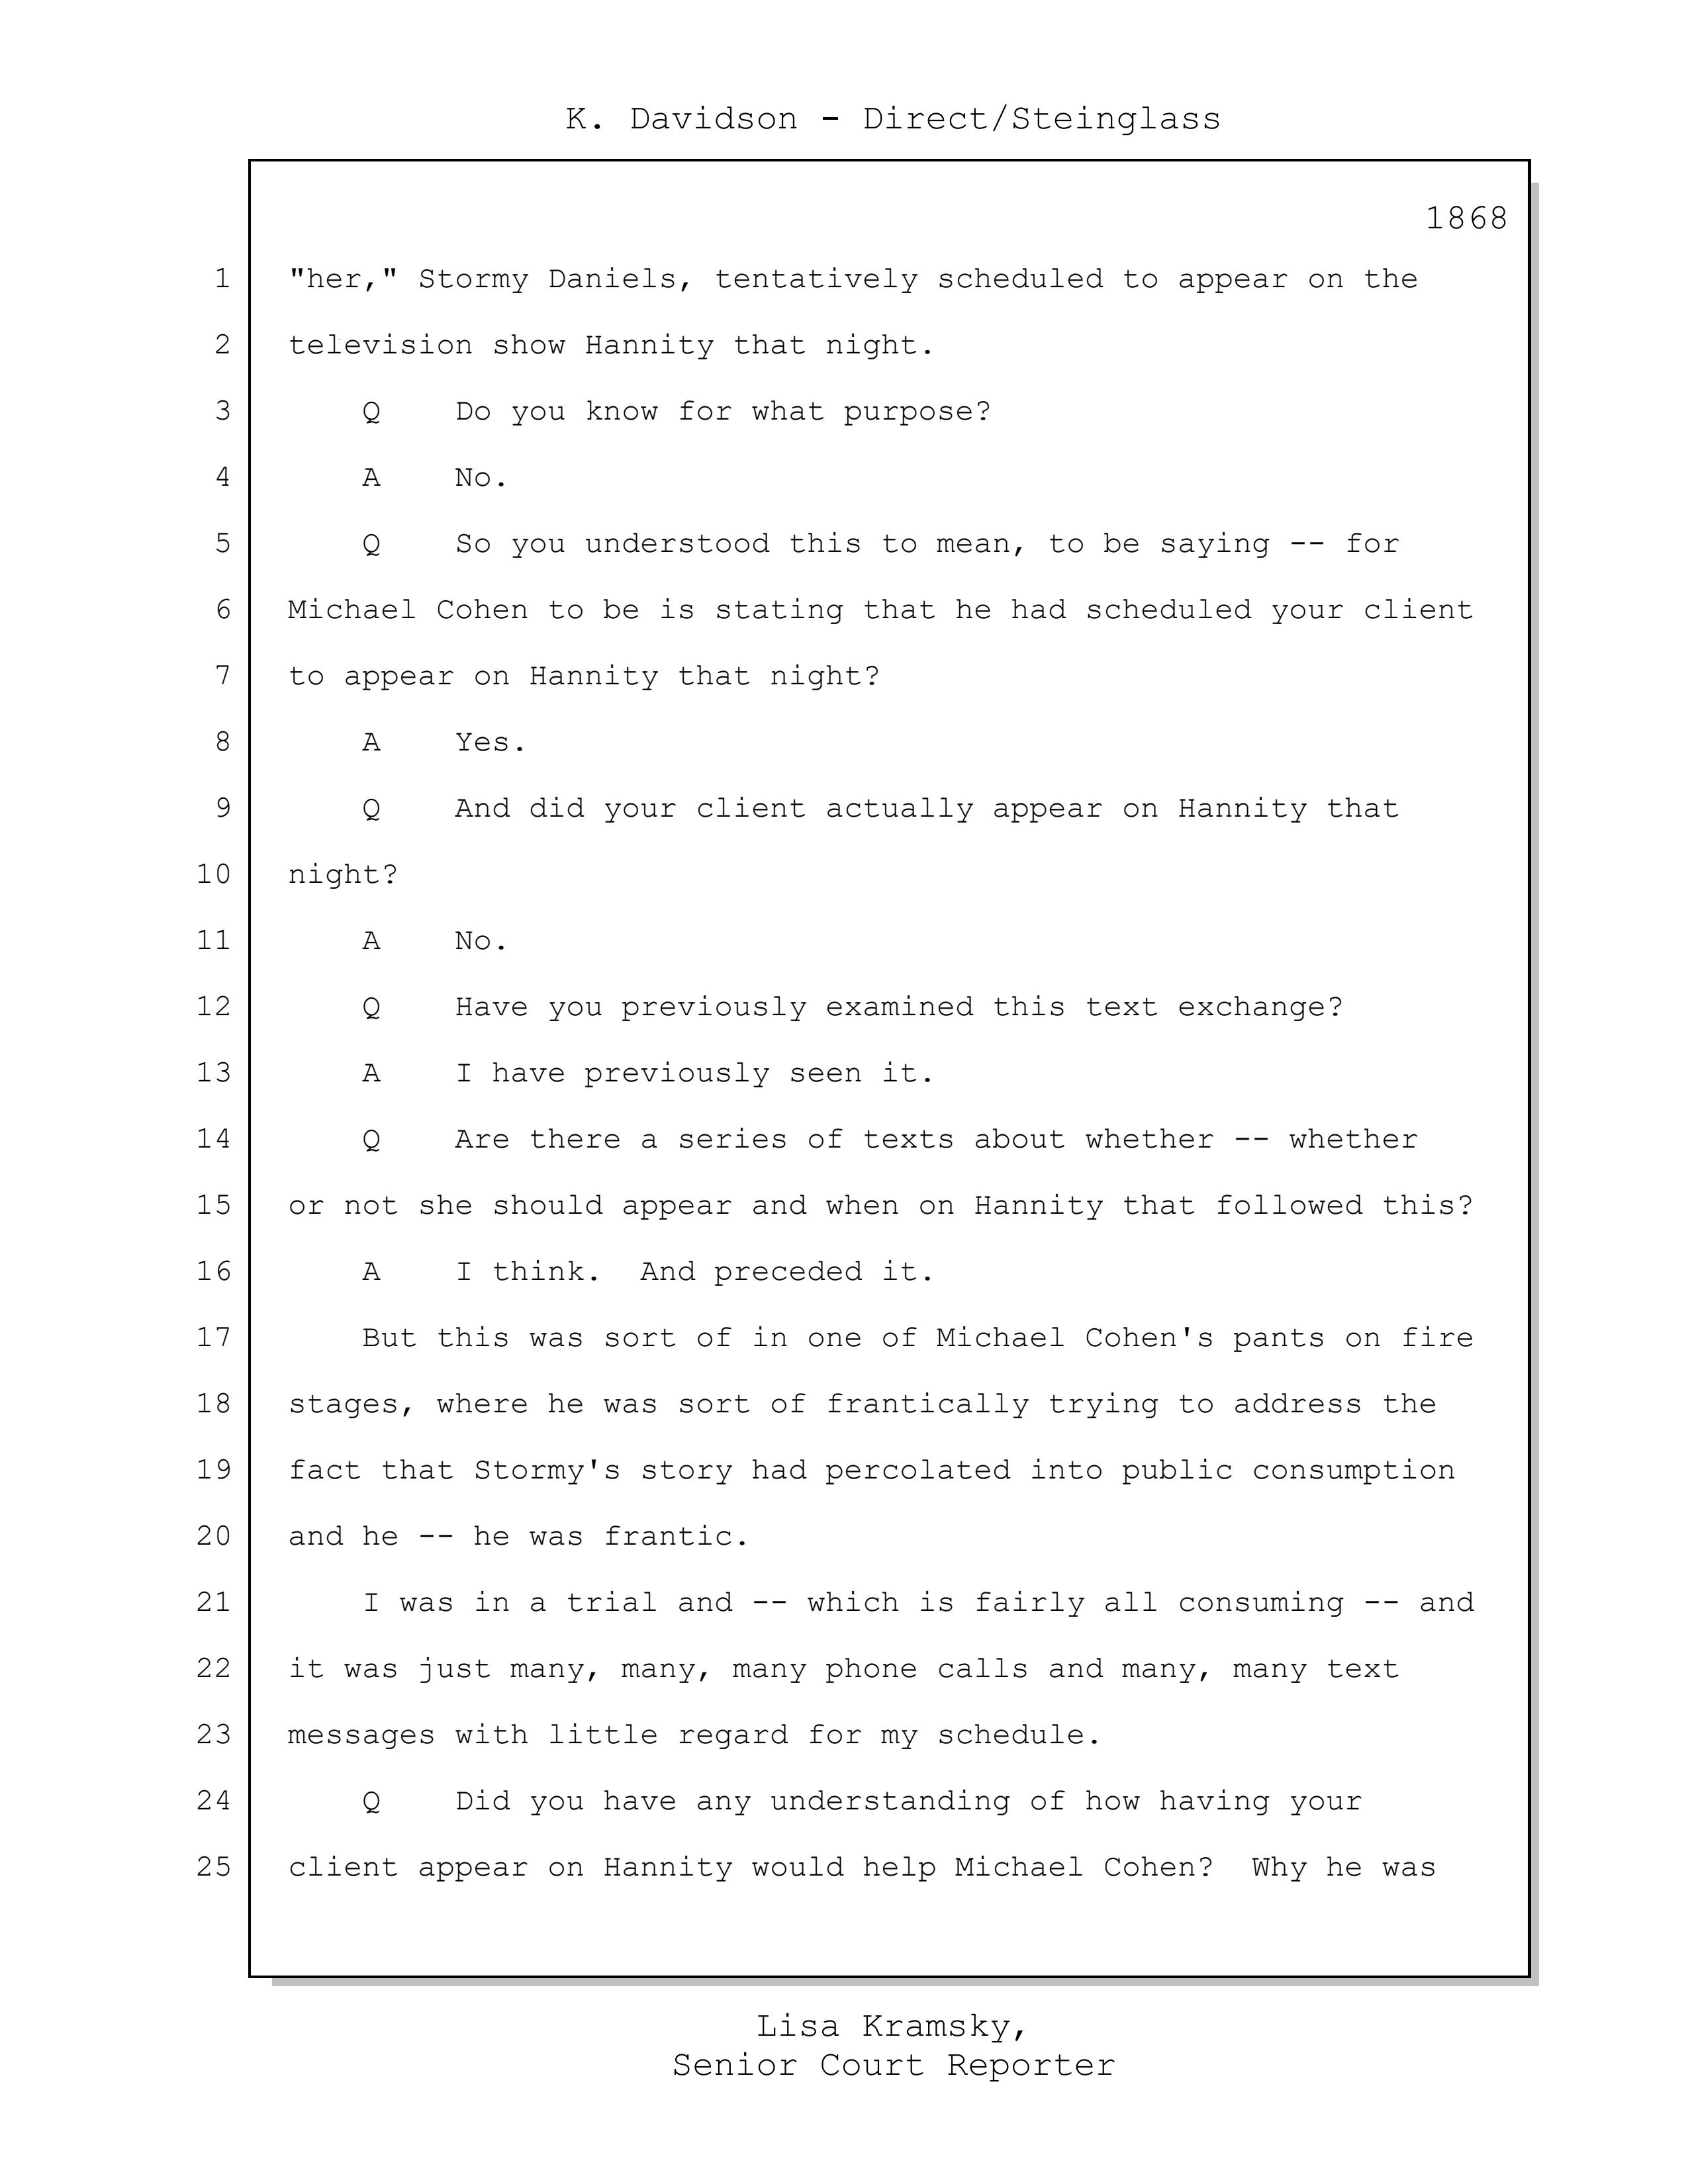 K. Davidson - Direct/Steinglass
1868
1 "her," Stormy Daniels, tentatively scheduled to appear on the
2 television show Hannity that night.
3 Q Do you know for what purpose?
4 A No.
5 Q So you understood this to mean, to be saying -- for
6 Michael Cohen to be is stating that he had scheduled your client
7 to appear on Hannity that night?
8 A Yes.
9 Q And did your client actually appear on Hannity that
10 night?
11 A No.
12 Q Have you previously examined this text exchange?
13 A I have previously seen it.
14 Q Are there a series of texts about whether -- whether
15 or not she should appear and when on Hannity that followed this?
16 A I think. And preceded it.
17 But this was sort of in one of Michael Cohen's pants on fire
18 stages, where he was sort of frantically trying to address the
19 fact that Stormy's story had percolated into public consumption
20 and he -- he was frantic.
21 I was in a trial and -- which is fairly all consuming -- and
22 it was just many, many, many phone calls and many, many text
23 messages with little regard for my schedule.
24 Q Did you have any understanding of how having your
25 client appear on Hannity would help Michael Cohen? Why he was
Lisa Kramsky,
Senior Court Reporter